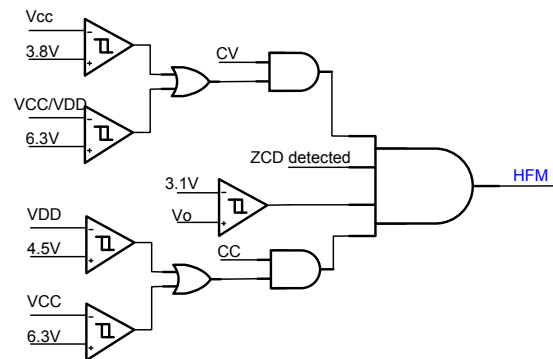 Vcc
3.8V
VCC/VDD
6.3V
CV
ZCD detected
HFM
3.1V
Vo
VDD
4.5V
CC
VCC
6.3V